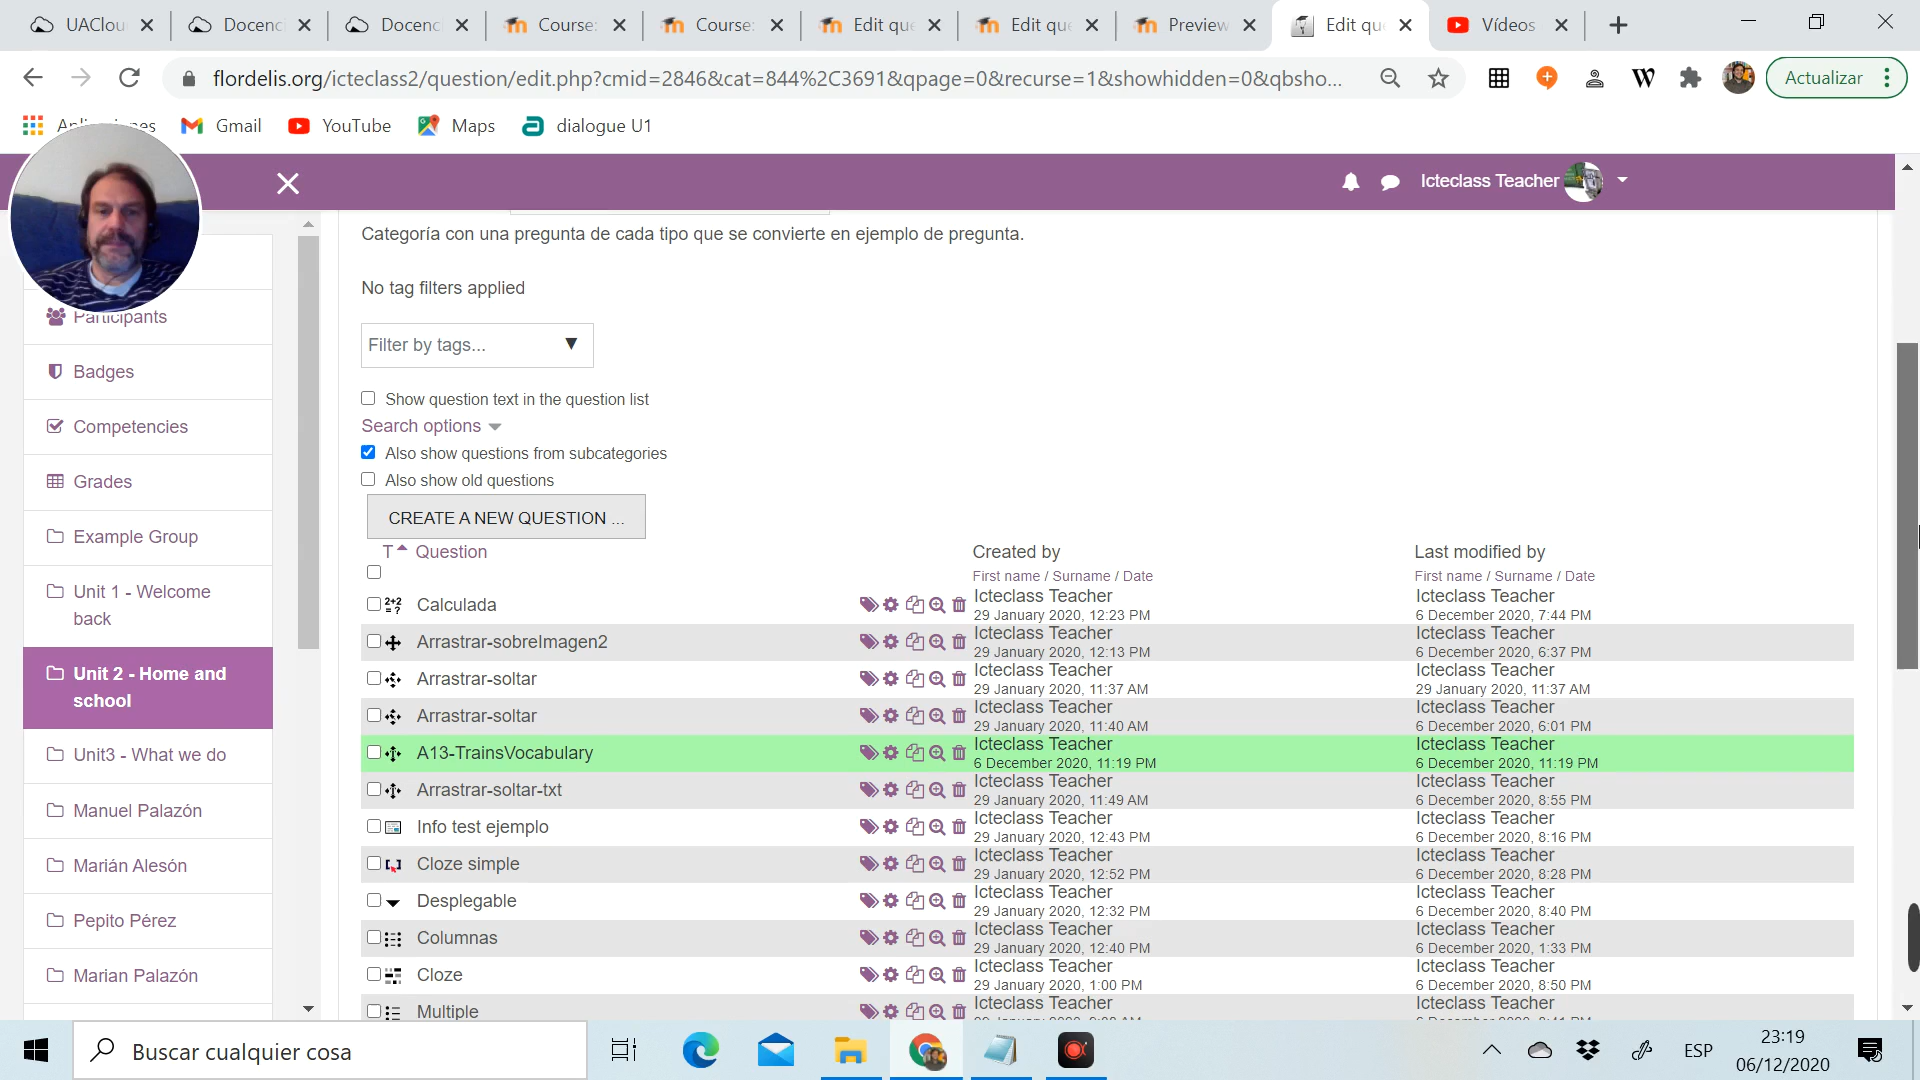 UAClou
Docenc
Docenc
Course:
Course:
Edit que
Edit que
Preview
Edit que
Vídeos
flordelis.org/icteclass2/question/edit.php?cmid=2846&cat=844%2C3691&qpage=0&recurse=1&showhidden=0&qbsho...
Actualizar
Gmail
YouTube
Maps
dialogue U1
Icteclass Teacher
Categoría con una pregunta de cada tipo que se convierte en ejemplo de pregunta.
No tag filters applied
Filter by tags...
Show question text in the question list
Search options
Also show questions from subcategories
Also show old questions
CREATE A NEW QUESTION ...
Participants
Badges
Competencies
Grades
Example Group
Unit 1 - Welcome
back
Unit 2 - Home and
school
Unit3 - What we do
Manuel Palazón
Marián Alesón
Pepito Pérez
Marian Palazón
T Question Created by Last modified by
First name / Surname / Date First name / Surname / Date
Calculada Icteclass Teacher Icteclass Teacher
29 January 2020, 12:23 PM 6 December 2020, 7:44 PM
Arrastrar-sobreImagen2 Icteclass Teacher Icteclass Teacher
29 January 2020, 12:13 PM 6 December 2020, 6:37 PM
Arrastrar-soltar Icteclass Teacher Icteclass Teacher
29 January 2020, 11:37 AM 29 January 2020, 11:37 AM
Arrastrar-soltar Icteclass Teacher Icteclass Teacher
29 January 2020, 11:40 AM 6 December 2020, 6:01 PM
A13-TrainsVocabulary Icteclass Teacher Icteclass Teacher
6 December 2020, 11:19 PM 6 December 2020, 11:19 PM
Arrastrar-soltar-txt Icteclass Teacher Icteclass Teacher
29 January 2020, 11:49 AM 6 December 2020, 8:55 PM
Info test ejemplo Icteclass Teacher Icteclass Teacher
29 January 2020, 12:43 PM 6 December 2020, 8:16 PM
Cloze simple Icteclass Teacher Icteclass Teacher
29 January 2020, 12:52 PM 6 December 2020, 8:28 PM
Desplegable Icteclass Teacher Icteclass Teacher
29 January 2020, 12:32 PM 6 December 2020, 8:40 PM
Columnas Icteclass Teacher Icteclass Teacher
29 January 2020, 12:40 PM 6 December 2020, 1:33 PM
Cloze Icteclass Teacher Icteclass Teacher
29 January 2020, 1:00 PM 6 December 2020, 8:50 PM
Multiple Icteclass Teacher Icteclass Teacher
Buscar cualquier cosa
ESP
23:19
06/12/2020